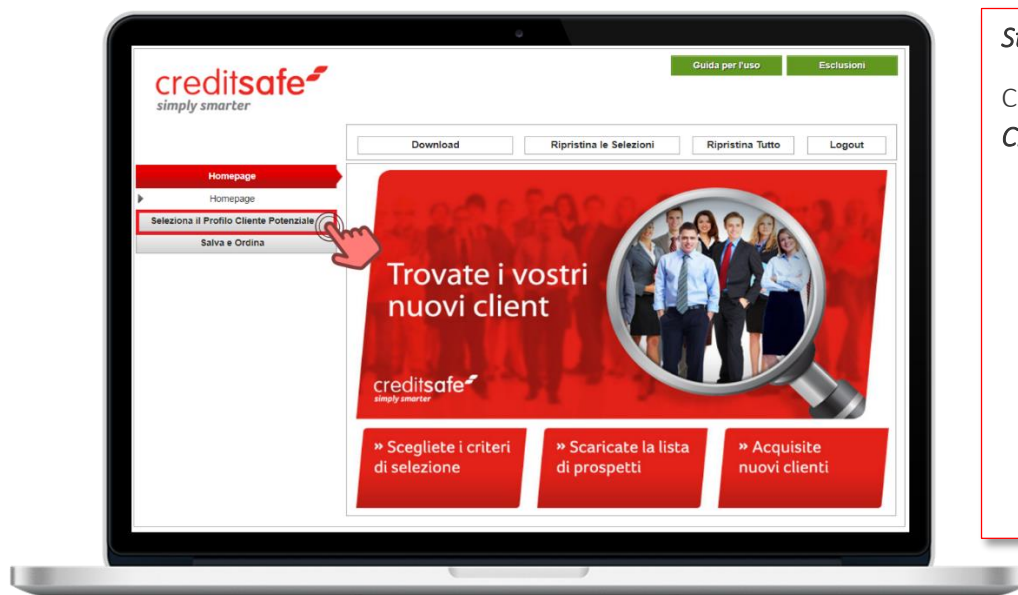 creditsafe
simply smarter
Guida per l'uso
Esclusioni
Download
Ripristina le Selezioni
Ripristina Tutto
Logout
Homepage
Homepage
Seleziona il Profilo Cliente Potenziale
Salva e Ordina
Trovate i vostri
nuovi client
creditsafe
simply smarter
» Scegliete i criteri
di selezione
» Scaricate la lista
di prospetti
» Acquisite
nuovi clienti